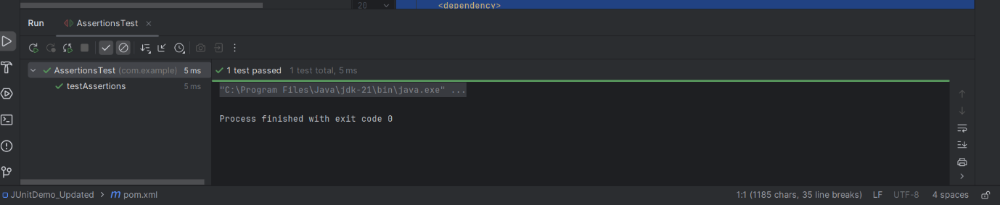 20 <dependency>
Run AssertionsTest
AssertionsTest (com.example) 5 ms
testAssertions 5 ms
1 test passed 1 test total, 5 ms
"C:\Program Files\Java\jdk-21\bin\java.exe" ...
Process finished with exit code 0
JUnitDemo_Updated > pom.xml
1:1 (1185 chars, 35 line breaks) LF UTF-8 4 spaces